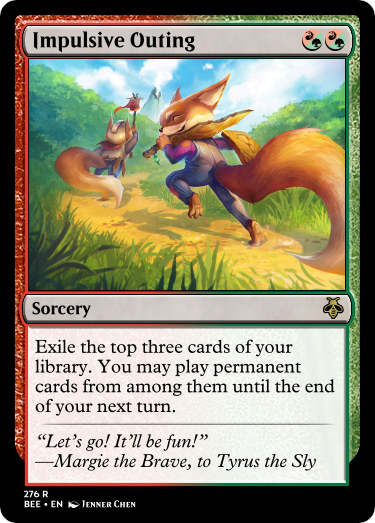 Impulsive Outing
Sorcery
Exile the top three cards of your
library. You may play permanent
cards from among them until the end
of your next turn.
“Let’s go! It’ll be fun!”
—Margie the Brave, to Tyrus the Sly
276 R
BEE • EN Jenner Chen